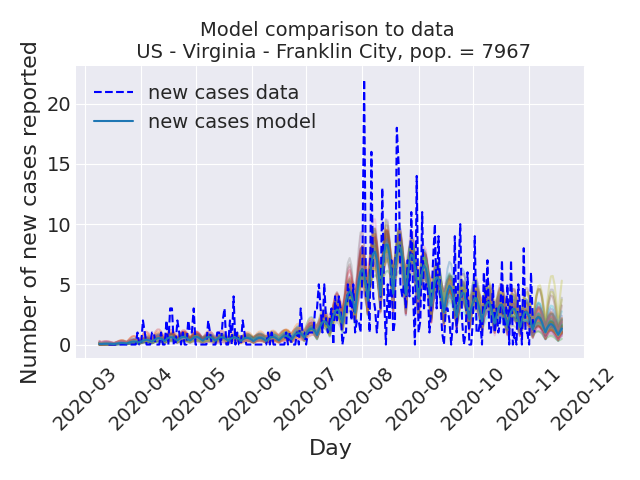 Model comparison to data
US - Virginia - Franklin City, pop. = 7967
Number of new cases reported
new cases data
new cases model
20
15
10
5
0
2020-03
2020-04
2020-05
2020-06
2020-07
2020-08
2020-09
2020-10
2020-11
2020-12
Day